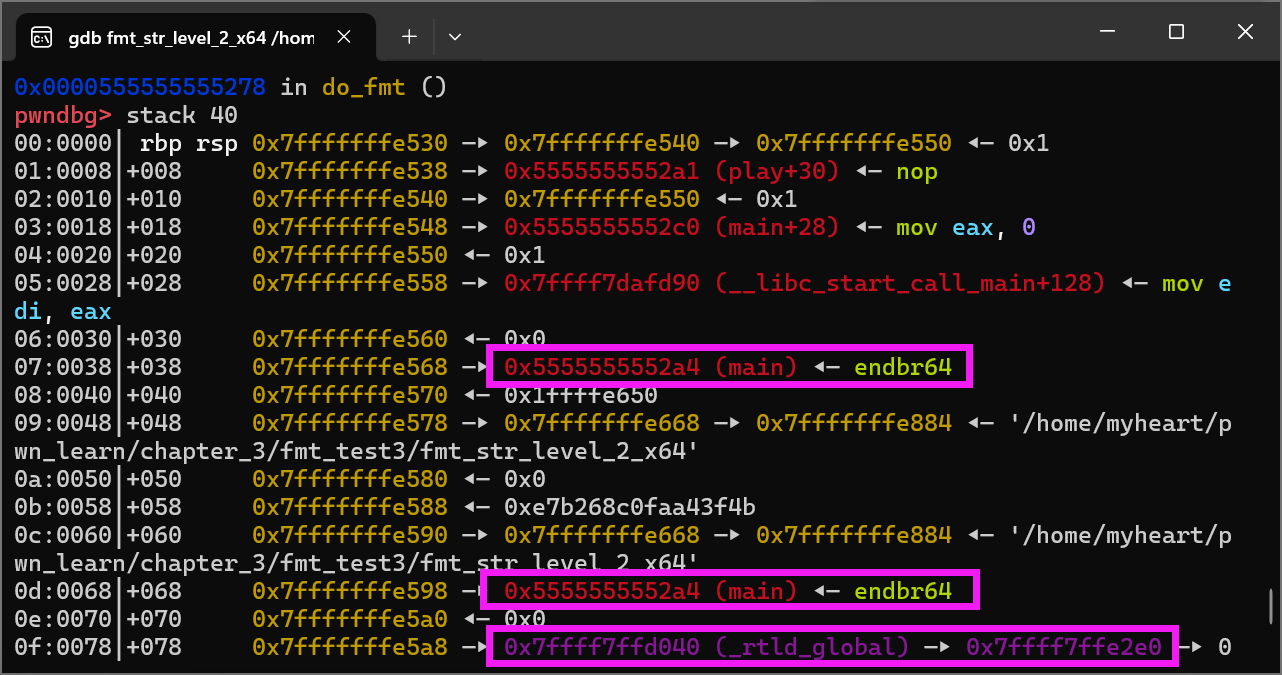 gdb fmt_str_level_2_x64 /hom
0x0000555555555278 in do_fmt ()
pwndbg> stack 40
00:0000│ rbp rsp 0x7fffffffe530 —▸ 0x7fffffffe540 —▸ 0x7fffffffe550 ◂— 0x1
01:0008│+008 0x7fffffffe538 —▸ 0x5555555552a1 (play+30) ◂— nop
02:0010│+010 0x7fffffffe540 —▸ 0x7fffffffe550 ◂— 0x1
03:0018│+018 0x7fffffffe548 —▸ 0x5555555552c0 (main+28) ◂— mov eax, 0
04:0020│+020 0x7fffffffe550 ◂— 0x1
05:0028│+028 0x7fffffffe558 —▸ 0x7ffff7dafd90 (__libc_start_call_main+128) ◂— mov e
di, eax
06:0030│+030 0x7fffffffe560 ◂— 0x0
07:0038│+038 0x7fffffffe568 —▸ 0x5555555552a4 (main) ◂— endbr64
08:0040│+040 0x7fffffffe570 ◂— 0x1ffffe650
09:0048│+048 0x7fffffffe578 —▸ 0x7fffffffe668 —▸ 0x7fffffffe884 ◂— '/home/myheart/p
wn_learn/chapter_3/fmt_test3/fmt_str_level_2_x64'
0a:0050│+050 0x7fffffffe580 ◂— 0x0
0b:0058│+058 0x7fffffffe588 ◂— 0xe7b268c0faa43f4b
0c:0060│+060 0x7fffffffe590 —▸ 0x7fffffffe668 —▸ 0x7fffffffe884 ◂— '/home/myheart/p
wn_learn/chapter_3/fmt_test3/fmt_str_level_2_x64'
0d:0068│+068 0x7fffffffe598 —▸ 0x5555555552a4 (main) ◂— endbr64
0e:0070│+070 0x7fffffffe5a0 ◂— 0x0
0f:0078│+078 0x7fffffffe5a8 —▸ 0x7ffff7ffd040 (_rtld_global) —▸ 0x7ffff7ffe2e0 —▸ 0